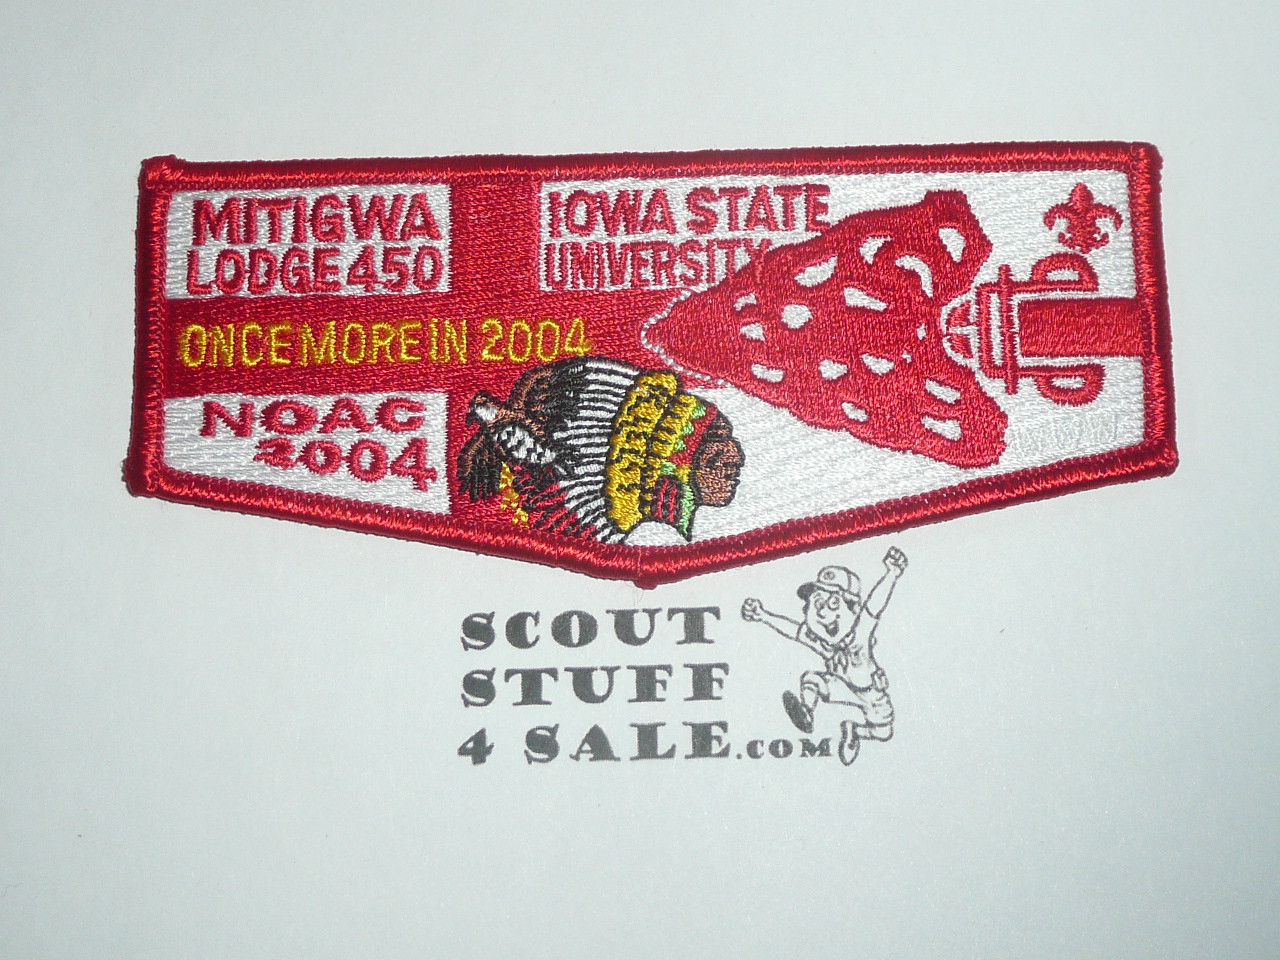 MITIGWA
LODGE 450
IOWA STATE
UNIVERSITY
ONCE MORE IN 2004
NOAC
2004
SCOUT
STUFF
4 SALE.COM